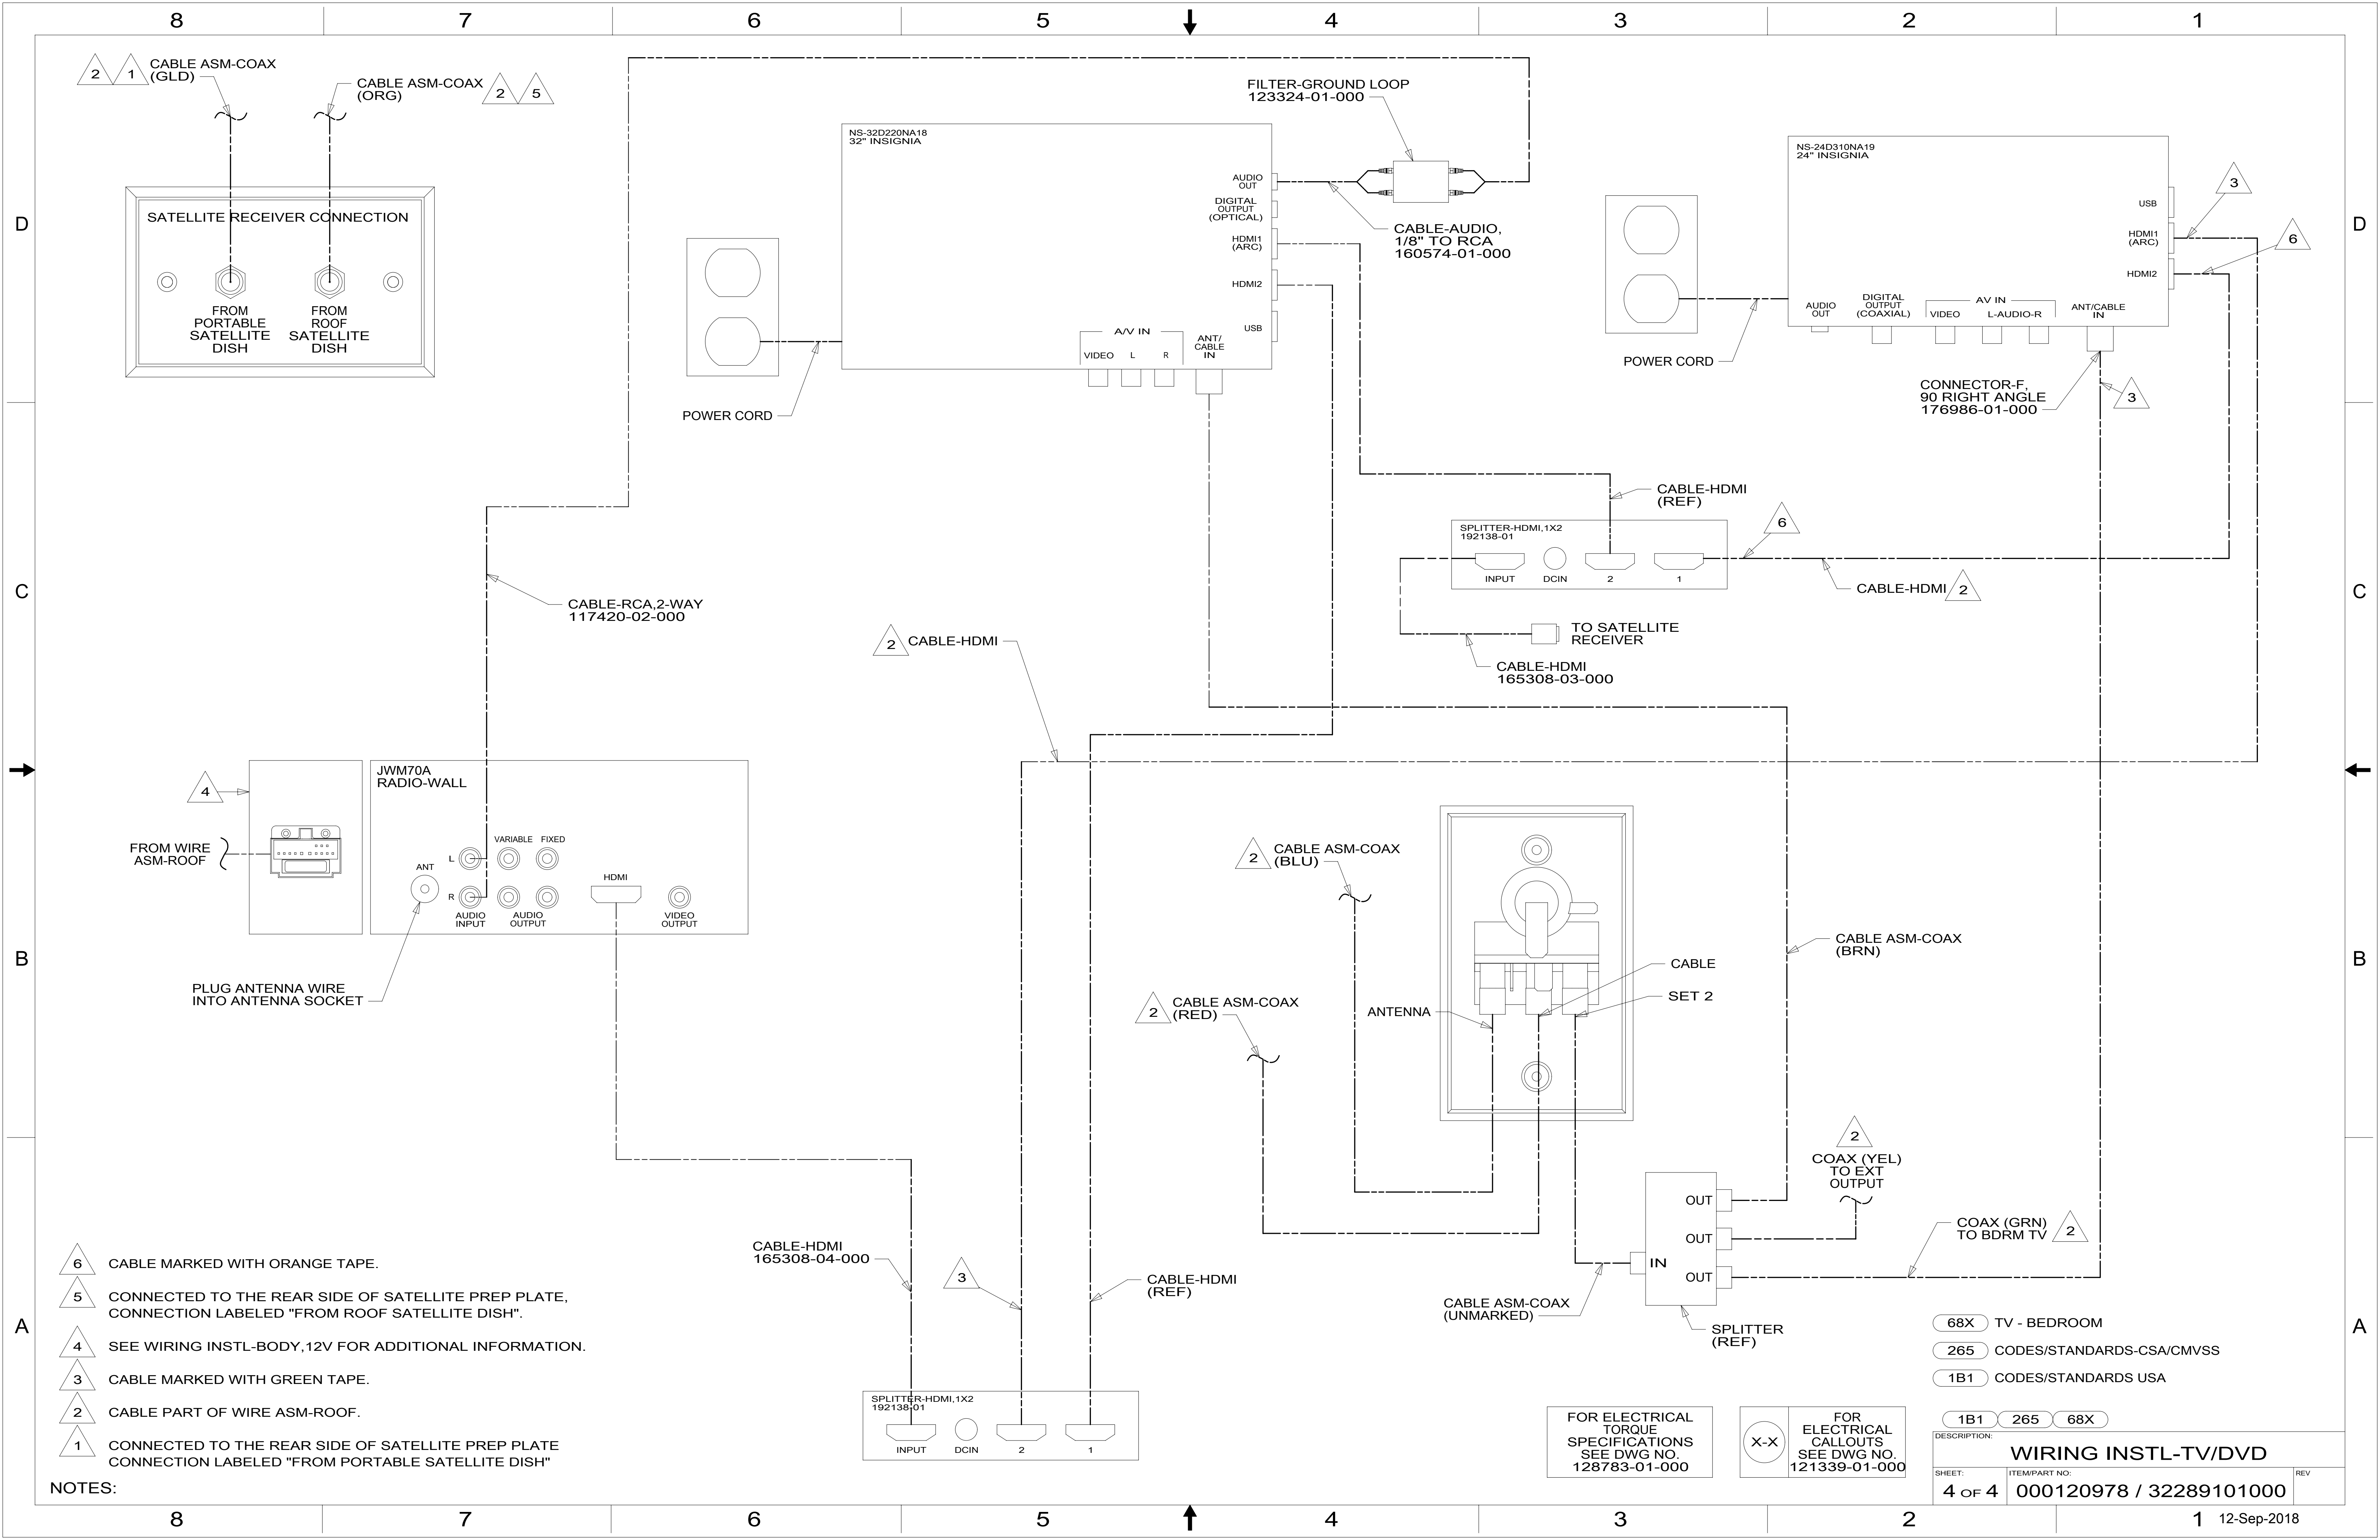 8 7 6 5 4 3 2 1
D
C
B
A
D
C
B
A
2 1 CABLE ASM-COAX
(GLD)
CABLE ASM-COAX
(ORG) 2 5
SATELLITE RECEIVER CONNECTION
FROM
PORTABLE
SATELLITE
DISH
FROM
ROOF
SATELLITE
DISH
POWER CORD
NS-32D220NA18
32" INSIGNIA
AUDIO
OUT
DIGITAL
OUTPUT
(OPTICAL)
HDMI1
(ARC)
HDMI2
USB
A/V IN
VIDEO L R
ANT/
CABLE
IN
FILTER-GROUND LOOP
123324-01-000
CABLE-AUDIO,
1/8" TO RCA
160574-01-000
NS-24D310NA19
24" INSIGNIA
USB
HDMI1
(ARC)
HDMI2
AUDIO
OUT
DIGITAL
OUTPUT
(COAXIAL)
AV IN
VIDEO L-AUDIO-R
ANT/CABLE
IN
3
6
POWER CORD
CONNECTOR-F,
90 RIGHT ANGLE
176986-01-000
3
CABLE-HDMI
(REF)
SPLITTER-HDMI,1X2
192138-01
INPUT DCIN 2 1
6
CABLE-HDMI 2
TO SATELLITE
RECEIVER
CABLE-HDMI
165308-03-000
CABLE-RCA,2-WAY
117420-02-000
2 CABLE-HDMI
4
FROM WIRE
ASM-ROOF
JWM70A
RADIO-WALL
VARIABLE FIXED
L
ANT
R
HDMI
AUDIO
INPUT
AUDIO
OUTPUT
VIDEO
OUTPUT
PLUG ANTENNA WIRE
INTO ANTENNA SOCKET
2 CABLE ASM-COAX
(BLU)
2 CABLE ASM-COAX
(RED)
ANTENNA
CABLE
SET 2
CABLE ASM-COAX
(BRN)
2
COAX (YEL)
TO EXT
OUTPUT
OUT
OUT
OUT
IN
COAX (GRN)
TO BDRM TV 2
CABLE ASM-COAX
(UNMARKED)
SPLITTER
(REF)
CABLE-HDMI
165308-04-000
3
CABLE-HDMI
(REF)
SPLITTER-HDMI,1X2
192138-01
INPUT DCIN 2 1
6 CABLE MARKED WITH ORANGE TAPE.
5 CONNECTED TO THE REAR SIDE OF SATELLITE PREP PLATE,
CONNECTION LABELED "FROM ROOF SATELLITE DISH".
4 SEE WIRING INSTL-BODY,12V FOR ADDITIONAL INFORMATION.
3 CABLE MARKED WITH GREEN TAPE.
2 CABLE PART OF WIRE ASM-ROOF.
1 CONNECTED TO THE REAR SIDE OF SATELLITE PREP PLATE
CONNECTION LABELED "FROM PORTABLE SATELLITE DISH"
NOTES:
68X TV - BEDROOM
265 CODES/STANDARDS-CSA/CMVSS
1B1 CODES/STANDARDS USA
FOR ELECTRICAL
TORQUE
SPECIFICATIONS
SEE DWG NO.
128783-01-000
X-X
FOR
ELECTRICAL
CALLOUTS
SEE DWG NO.
121339-01-000
1B1 265 68X
DESCRIPTION:
WIRING INSTL-TV/DVD
SHEET: ITEM/PART NO: REV
4 OF 4 000120978 / 32289101000
8 7 6 5 4 3 2 1
12-Sep-2018